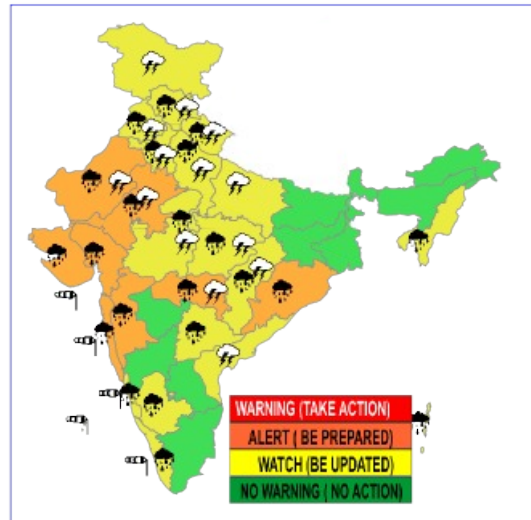 WARNING (TAKE ACTION)
ALERT ( BE PREPARED)
WATCH (BE UPDATED)
NO WARNING ( NO ACTION)